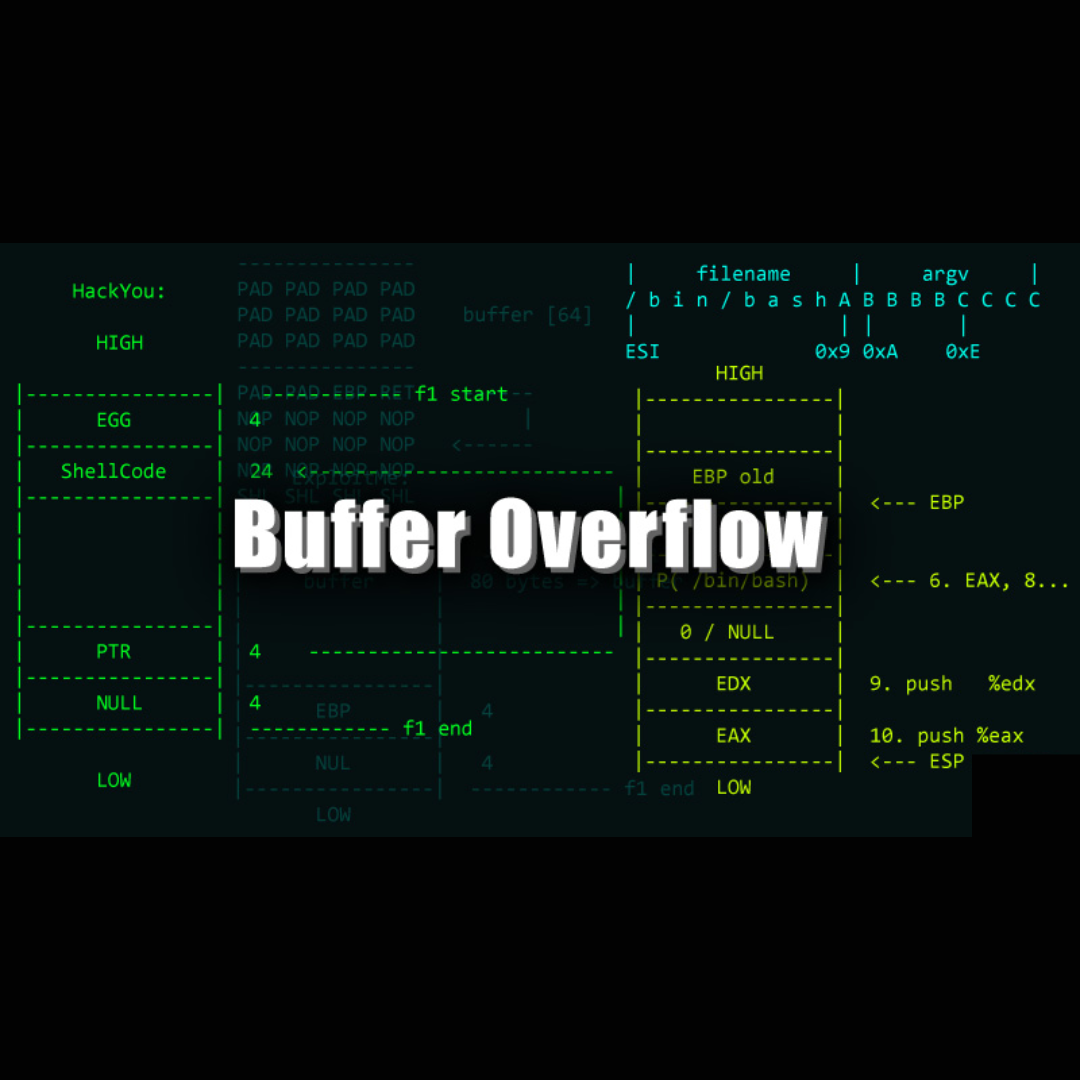 Buffer Overflow
HackYou:
HIGH
EGG 4
ShellCode 24 <---------------------------
PTR 4 ---------------------------
NULL 4
LOW
f1 start
------------ f1 end
---------------
PAD PAD PAD PAD
PAD PAD PAD PAD buffer [64]
PAD PAD PAD PAD
---------------
PAD PAD EBP RET
NOP NOP NOP NOP
NOP NOP NOP NOP <------
NOP NOP NOP NOP
ExploitMe:
SHL SHL SHL SHL
buffer 80 bytes =>
EBP 4
NUL 4
------------ f1 end
LOW
| filename | argv |
/ b i n / b a s h A B B B B C C C C
| | | |
ESI 0x9 0xA 0xE
HIGH
EBP old
<--- EBP
P( /bin/bash) <--- 6. EAX, 8...
0 / NULL
EDX 9. push %edx
EAX 10. push %eax
<--- ESP
LOW